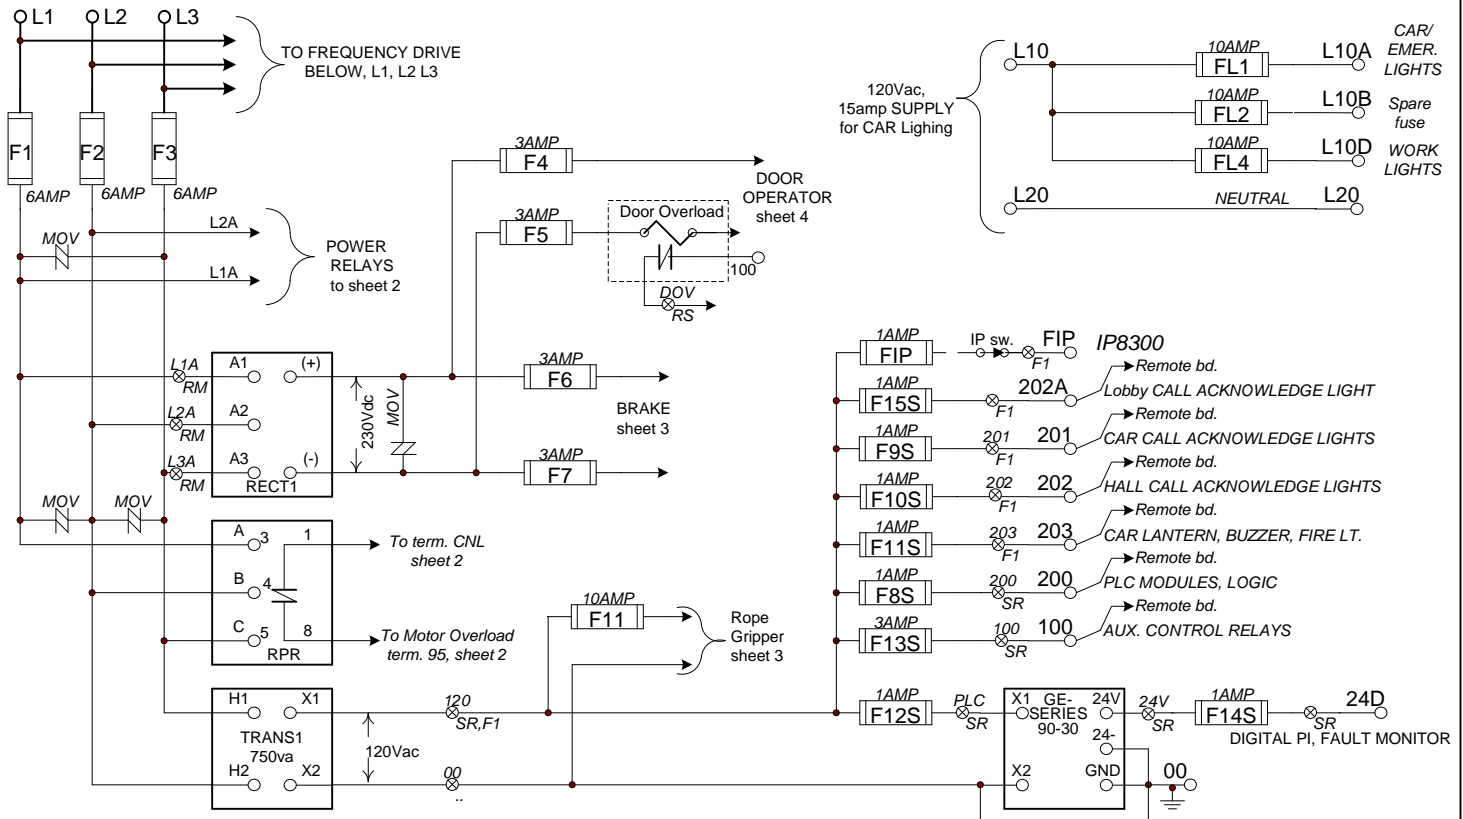 L1
L2
L3
TO FREQUENCY DRIVE
BELOW, L1, L2 L3
F1
F2
F3
6AMP
6AMP
6AMP
L2A
L1A
MOV
POWER
RELAYS
to sheet 2
3AMP
F4
3AMP
F5
DOOR
OPERATOR
sheet 4
Door Overload
100
DOV
RS
120Vac,
15amp SUPPLY
for CAR Lighing
L10
10AMP
FL1
L10A
CAR/
EMER.
LIGHTS
10AMP
FL2
L10B
Spare
fuse
10AMP
FL4
L10D
WORK
LIGHTS
L20
NEUTRAL
L20
L1A
RM
A1
(+)
L2A
RM
A2
L3A
RM
A3
(-)
RECT1
230Vdc
MOV
3AMP
F6
BRAKE
sheet 3
3AMP
F7
MOV
MOV
A
3
1
B
4
C
5
8
RPR
To term. CNL
sheet 2
To Motor Overload
term. 95, sheet 2
10AMP
F11
Rope
Gripper
sheet 3
H1
X1
TRANS1
750va
H2
X2
120
SR,F1
120Vac
00
..
1AMP
FIP
IP sw.
F1
FIP
IP8300
1AMP
F15S
F1
202A
Remote bd.
Lobby CALL ACKNOWLEDGE LIGHT
1AMP
F9S
201
F1
201
Remote bd.
CAR CALL ACKNOWLEDGE LIGHTS
1AMP
F10S
202
F1
202
Remote bd.
HALL CALL ACKNOWLEDGE LIGHTS
1AMP
F11S
203
F1
203
Remote bd.
CAR LANTERN, BUZZER, FIRE LT.
1AMP
F8S
200
SR
200
Remote bd.
PLC MODULES, LOGIC
3AMP
F13S
100
SR
100
Remote bd.
AUX. CONTROL RELAYS
1AMP
F12S
PLC
SR
X1
GE-
SERIES
90-30
24V
24-
X2
GND
24V
SR
1AMP
F14S
SR
24D
DIGITAL PI, FAULT MONITOR
00